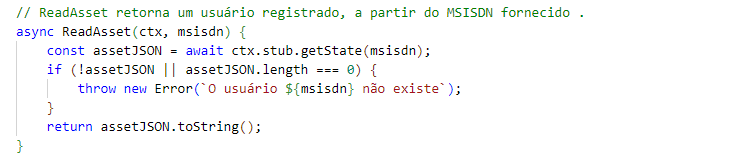 // ReadAsset retorna um usuário registrado, a partir do MSISDN fornecido .
async ReadAsset(ctx, msisdn) {
    const assetJSON = await ctx.stub.getState(msisdn);
    if (!assetJSON || assetJSON.length === 0) {
        throw new Error(`O usuário ${msisdn} não existe`);
    }
    return assetJSON.toString();
}